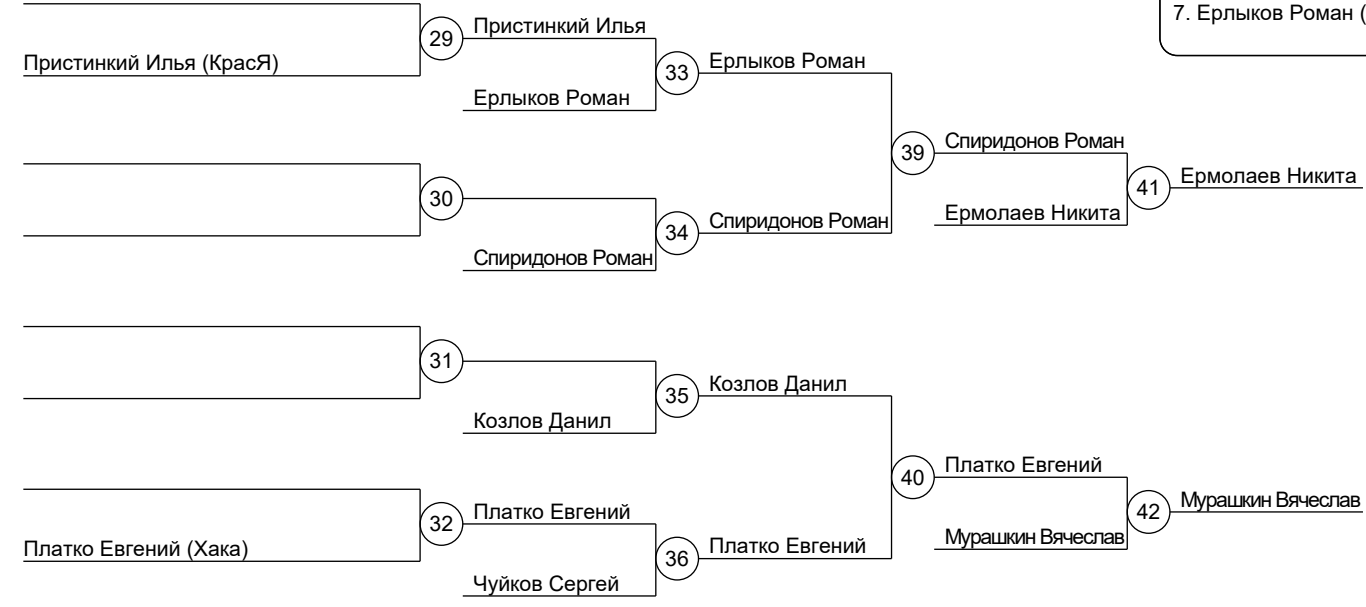 7. Ерлыков Роман (
Пристинкий Илья
29
Пристинкий Илья (КрасЯ)
Ерлыков Роман
33
Ерлыков Роман
Ерлыков Роман
39
Спиридонов Роман
41
Ермолаев Никита
Ермолаев Никита
30
34
Спиридонов Роман
Спиридонов Роман
31
35
Козлов Данил
Козлов Данил
40
Платко Евгений
42
Мурашкин Вячеслав
Мурашкин Вячеслав
32
Платко Евгений
Платко Евгений (Хака)
36
Платко Евгений
Чуйков Сергей